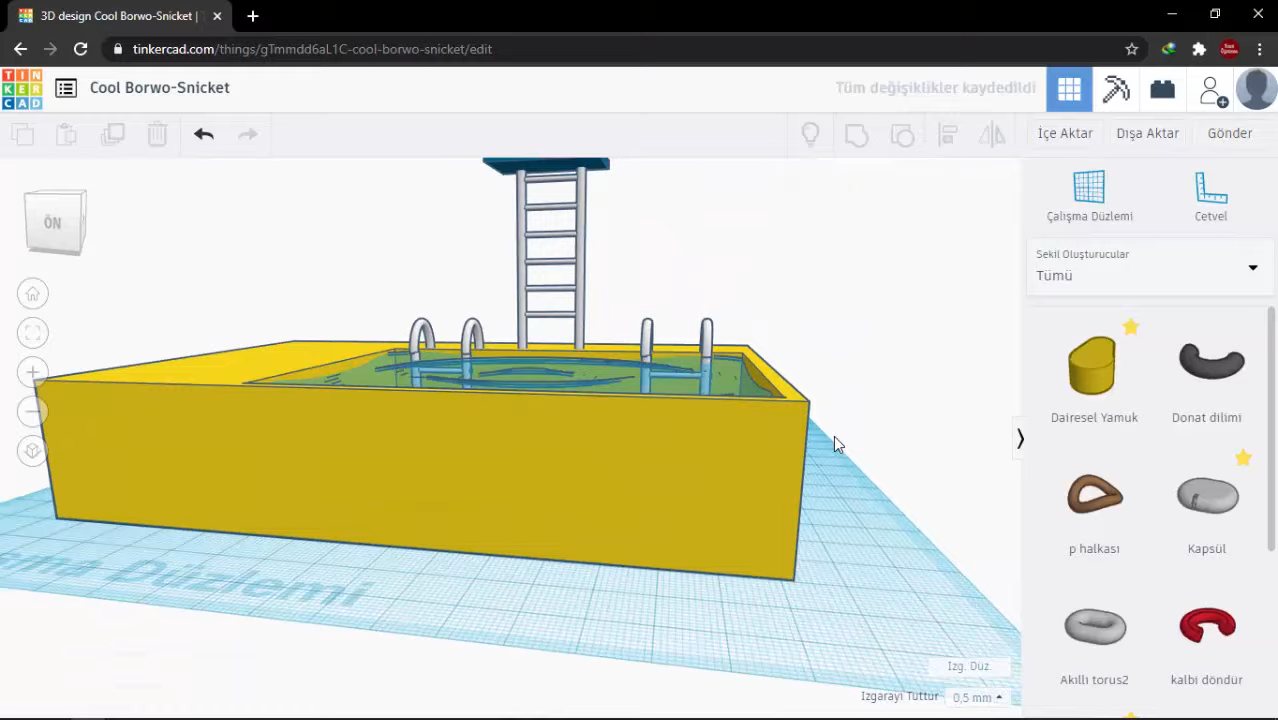 3D design Cool Borwo-Snicket |
tinkercad.com/things/gTmmdd6aL1C-cool-borwo-snicket/edit
TIN
KER
CAD
Cool Borwo-Snicket
Tüm değişiklikler kaydedildi
İçe Aktar
Dışa Aktar
Gönder
ÖN
Çalışma Düzlemi
Cetvel
Şekil Oluşturucular
Tümü
Dairesel Yamuk
Donat dilimi
p halkası
Kapsül
Akıllı torus2
kalbi döndür
Düzlemi
Izg. Düz.
Izgarayı Tuttur
0,5 mm